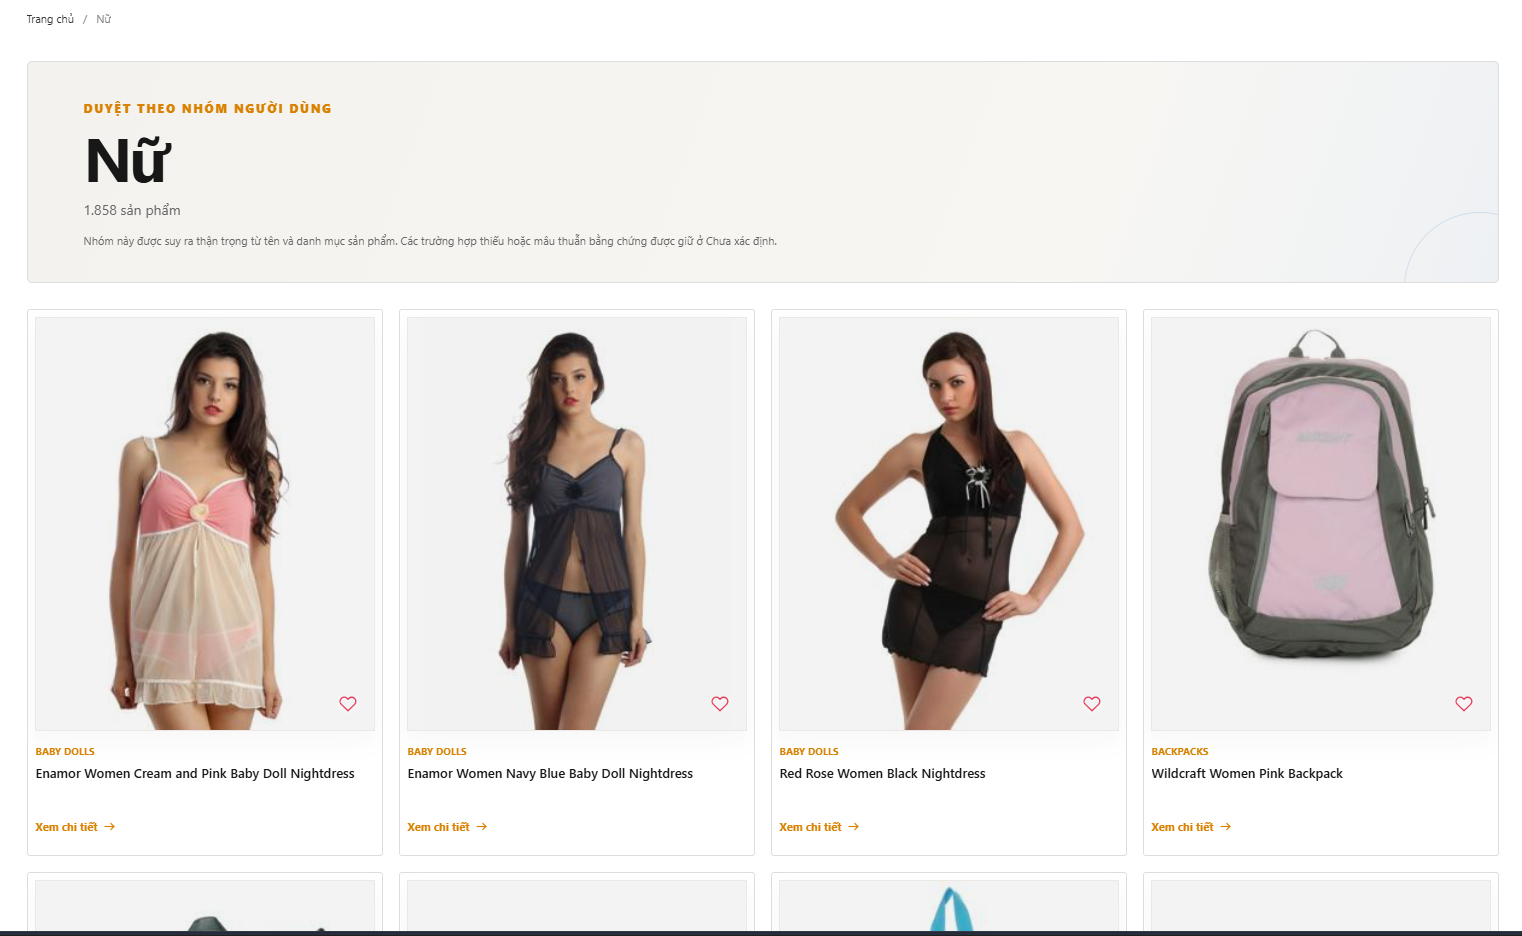 Trang chủ / Nữ
DUYỆT THEO NHÓM NGƯỜI DÙNG
Nữ
1.858 sản phẩm
Nhóm này được suy ra thận trọng từ tên và danh mục sản phẩm. Các trường hợp thiếu hoặc mâu thuẫn bằng chứng được giữ ở Chưa xác định.
BABY DOLLS
Enamor Women Cream and Pink Baby Doll Nightdress
Xem chi tiết →
BABY DOLLS
Enamor Women Navy Blue Baby Doll Nightdress
Xem chi tiết →
BABY DOLLS
Red Rose Women Black Nightdress
Xem chi tiết →
BACKPACKS
Wildcraft Women Pink Backpack
Xem chi tiết →